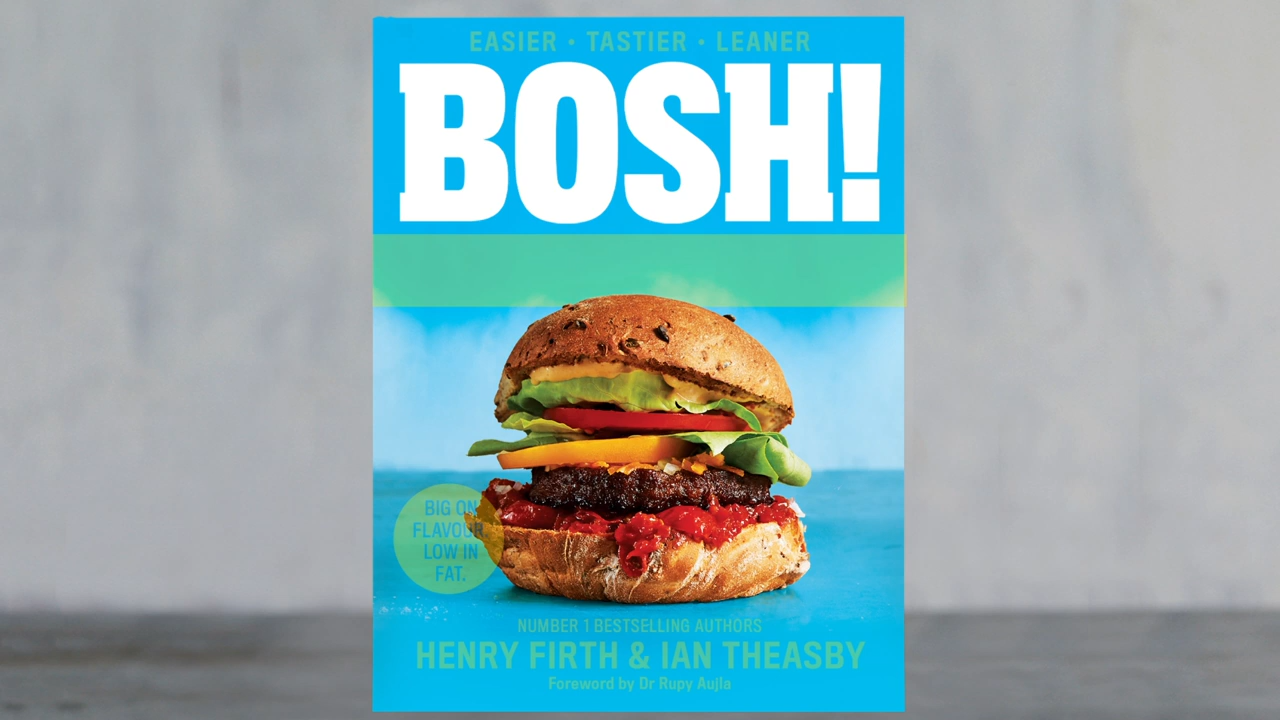 EASIER • TASTIER • LEANER
BOSH!
BIG ON
FLAVOUR,
LOW IN
FAT.
NUMBER 1 BESTSELLING AUTHORS
HENRY FIRTH & IAN THEASBY
Foreword by Dr Rupy Aujla